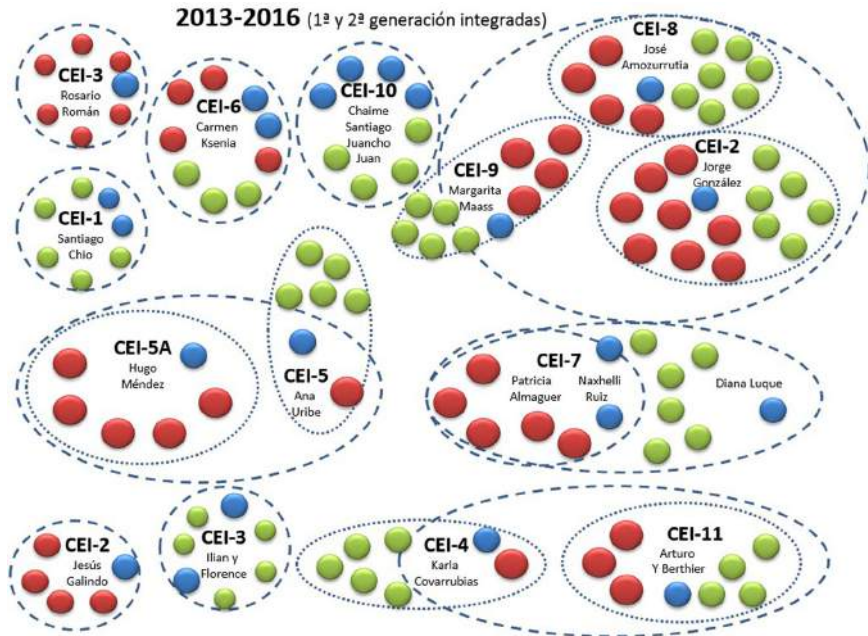 2013-2016 (1ª y 2ª generación integradas)
CEI-3
Rosario
Román
CEI-6
Carmen
Ksenia
CEI-10
Chaime
Santiago
Juancho
Juan
CEI-8
José
Amozurrutia
CEI-9
Margarita
Maass
CEI-2
Jorge
González
CEI-1
Santiago
Chio
CEI-5A
Hugo
Méndez
CEI-5
Ana
Uribe
CEI-7
Patricia
Almaguer
Naxhelli
Ruiz
Diana Luque
CEI-2
Jesús
Galindo
CEI-3
Ilian y
Florence
CEI-4
Karla
Covarrubias
CEI-11
Arturo
Y Berthier